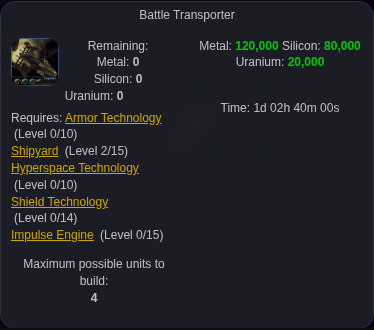 Battle Transporter
Remaining:
Metal: 0
Silicon: 0
Uranium: 0
Metal: 120,000 Silicon: 80,000
Uranium: 20,000
Time: 1d 02h 40m 00s
Requires: Armor Technology
(Level 0/10)
Shipyard (Level 2/15)
Hyperspace Technology
(Level 0/10)
Shield Technology
(Level 0/14)
Impulse Engine (Level 0/15)
Maximum possible units to
build:
4